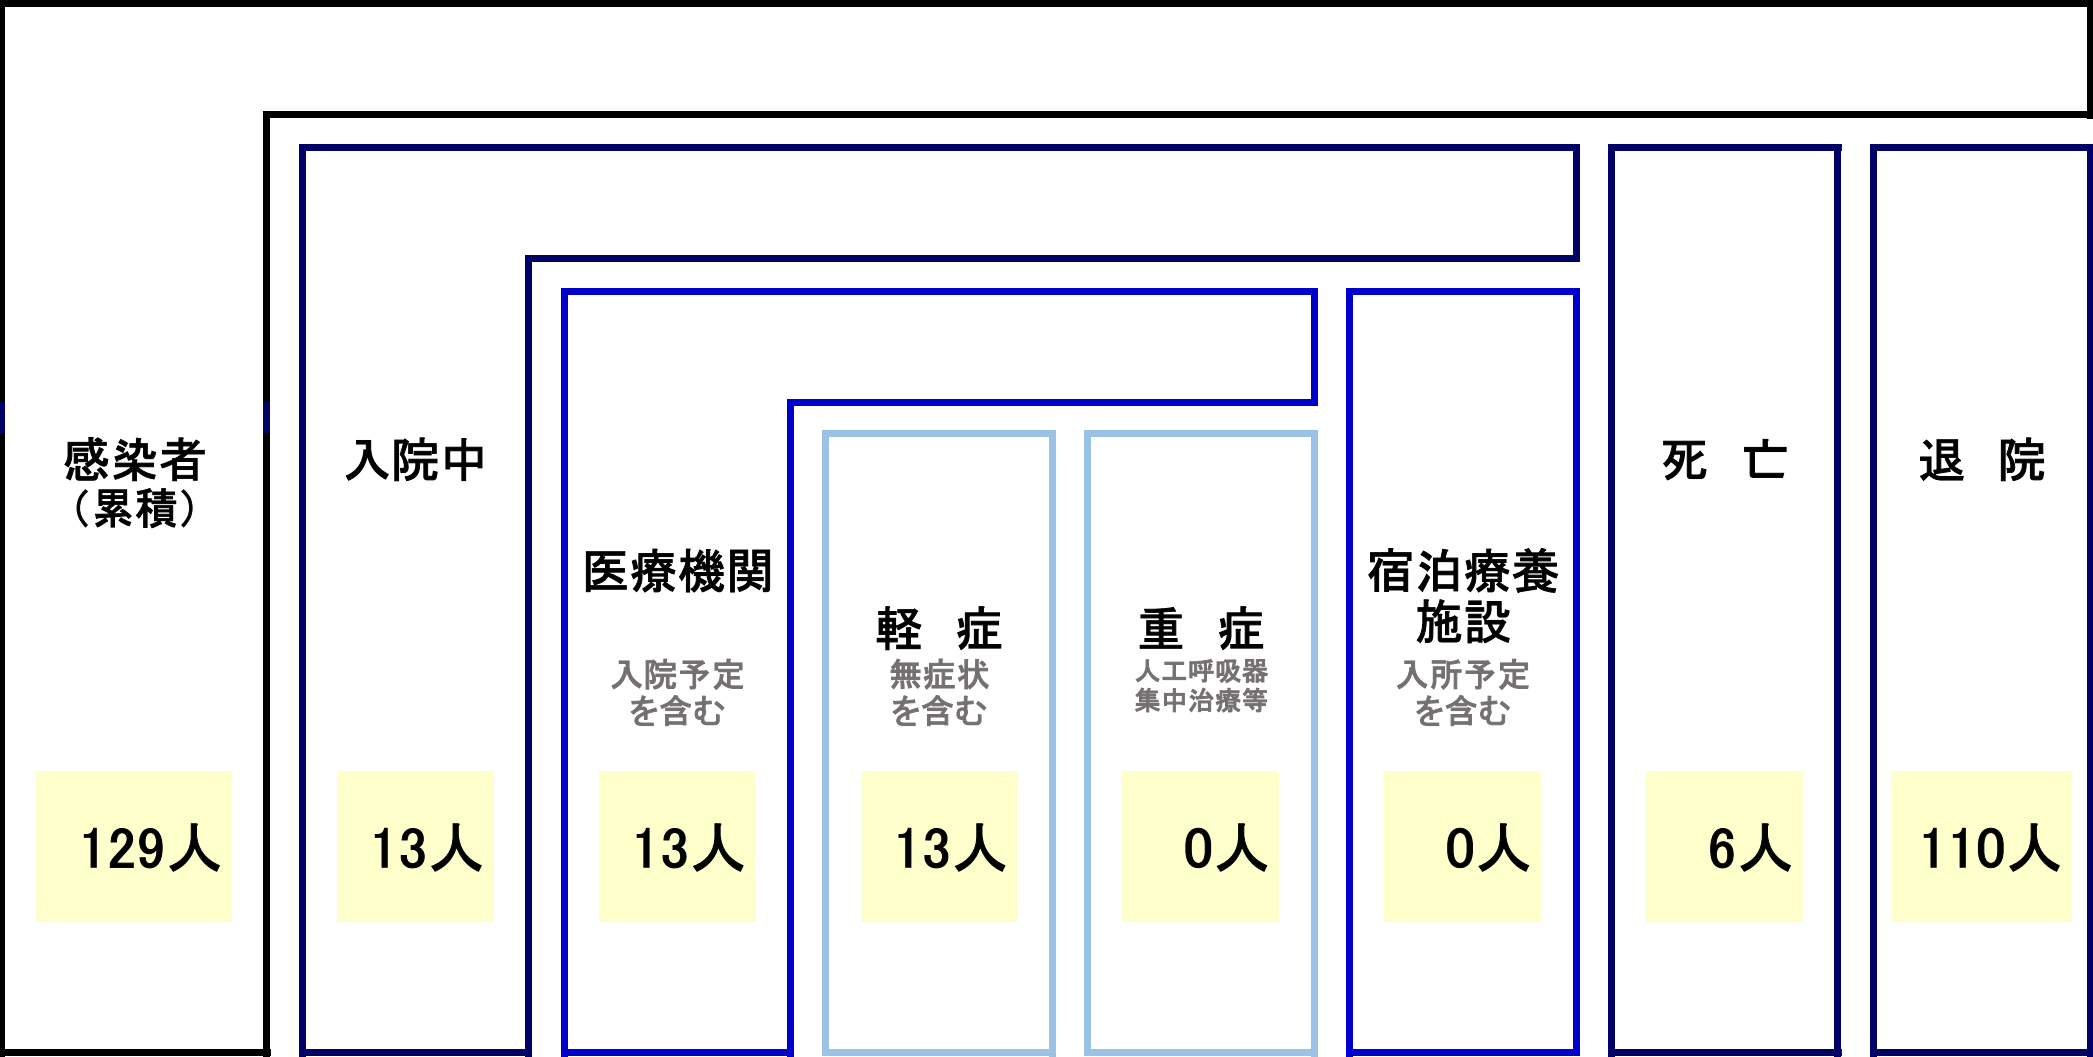 感染者
（累積）
129人
入院中
13人
医療機関
入院予定
を含む
13人
軽　症
無症状
を含む
13人
重　症
人工呼吸器
集中治療等
0人
宿泊療養
施設
入所予定
を含む
0人
死　亡
6人
退　院
110人